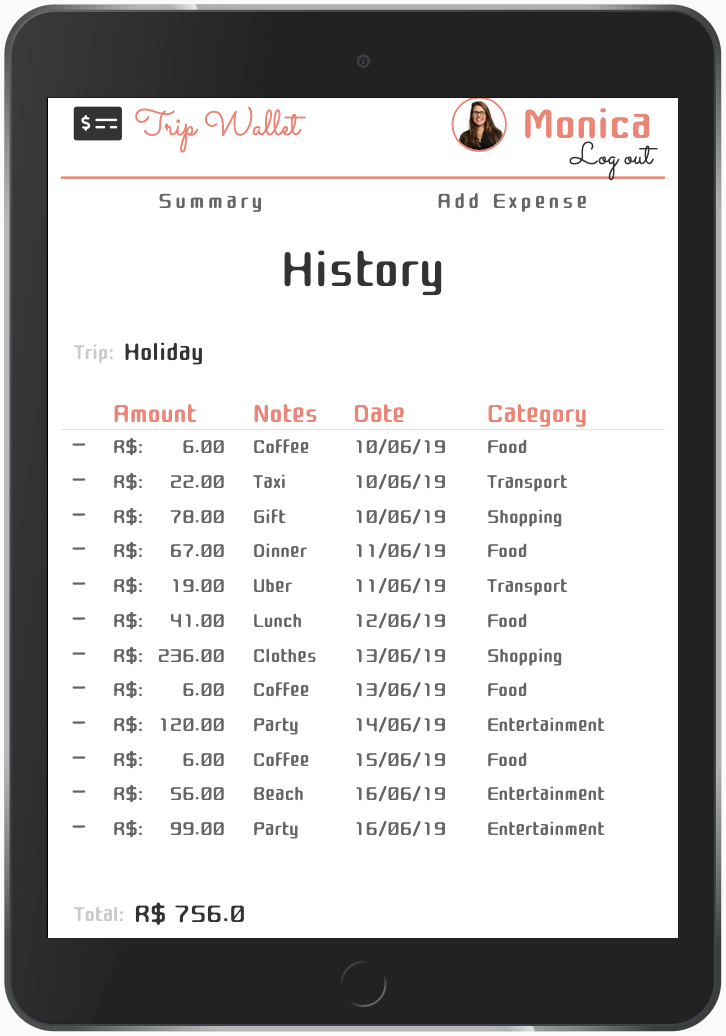 $ Trip Wallet
Monica
Log out
Summary Add Expense
History
Trip: Holiday
Amount Notes Date Category
– R$: 6.00 Coffee 10/06/19 Food
– R$: 22.00 Taxi 10/06/19 Transport
– R$: 78.00 Gift 10/06/19 Shopping
– R$: 67.00 Dinner 11/06/19 Food
– R$: 19.00 Uber 11/06/19 Transport
– R$: 41.00 Lunch 12/06/19 Food
– R$: 236.00 Clothes 13/06/19 Shopping
– R$: 6.00 Coffee 13/06/19 Food
– R$: 120.00 Party 14/06/19 Entertainment
– R$: 6.00 Coffee 15/06/19 Food
– R$: 56.00 Beach 16/06/19 Entertainment
– R$: 99.00 Party 16/06/19 Entertainment
Total: R$ 756.0